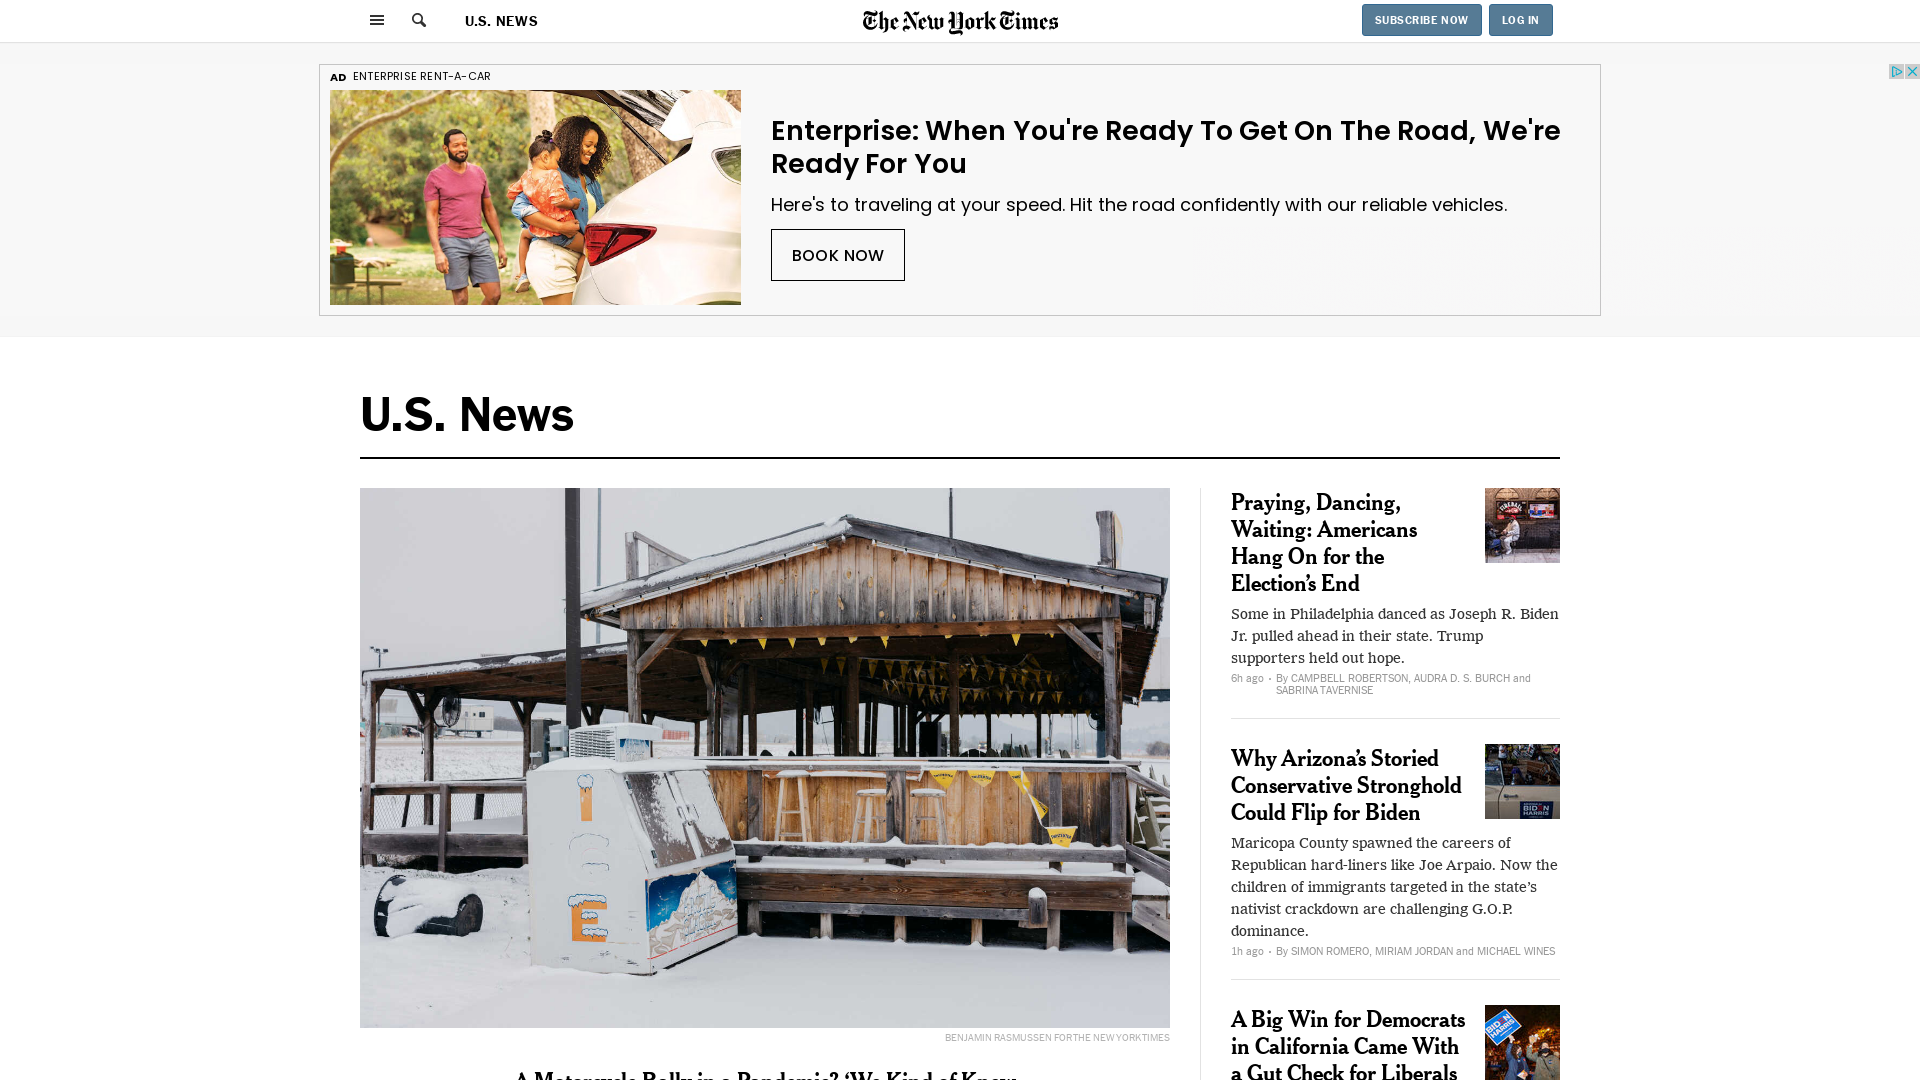 U.S. NEWS
The New York Times
SUBSCRIBE NOW
LOG IN
AD ENTERPRISE RENT-A-CAR
Enterprise: When You're Ready To Get On The Road, We're
Ready For You
Here's to traveling at your speed. Hit the road confidently with our reliable vehicles.
BOOK NOW
U.S. News
ICE
BENJAMIN RASMUSSEN FOR THE NEW YORK TIMES
A Motorcycle Rally in a Pandemic? ‘We Kind of Knew
Praying, Dancing,
Waiting: Americans
Hang On for the
Election’s End
Some in Philadelphia danced as Joseph R. Biden
Jr. pulled ahead in their state. Trump
supporters held out hope.
6h ago · By CAMPBELL ROBERTSON, AUDRA D. S. BURCH and
SABRINA TAVERNISE
Why Arizona’s Storied
Conservative Stronghold
Could Flip for Biden
BIDEN
HARRIS
Maricopa County spawned the careers of
Republican hard-liners like Joe Arpaio. Now the
children of immigrants targeted in the state’s
nativist crackdown are challenging G.O.P.
dominance.
1h ago · By SIMON ROMERO, MIRIAM JORDAN and MICHAEL WINES
A Big Win for Democrats
in California Came With
a Gut Check for Liberals
BIDEN
HARRIS